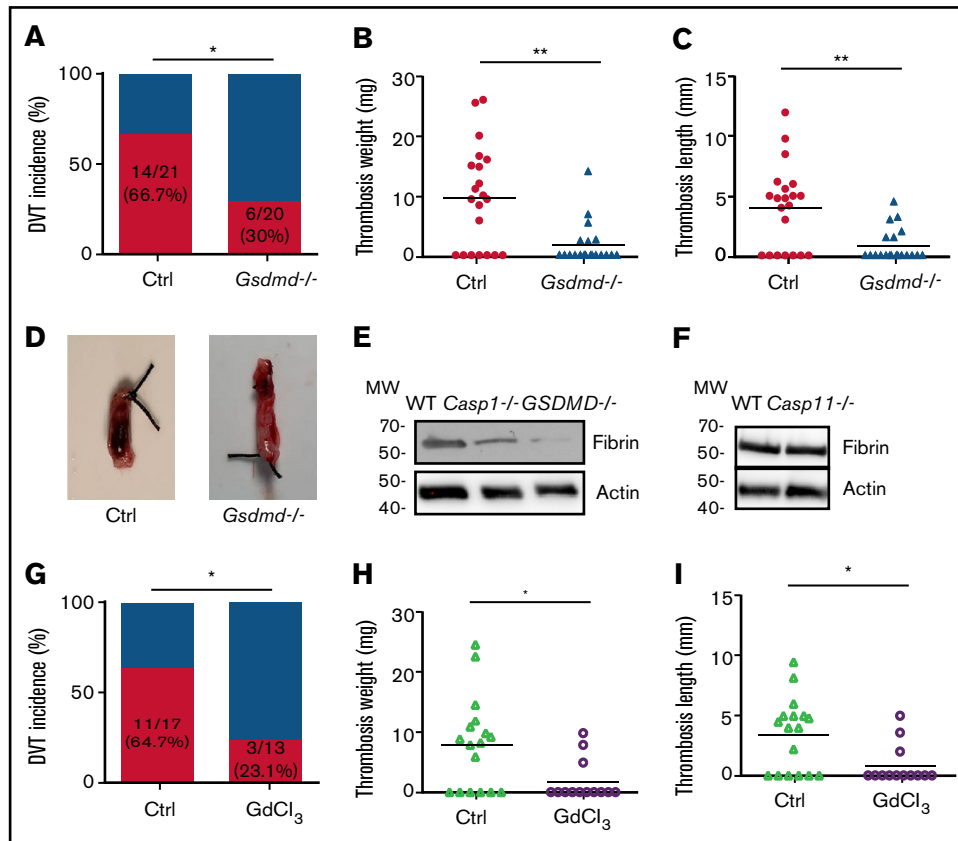 A
*
DVT incidence (%)
100
50
0
14/21
(66.7%)
6/20
(30%)
Ctrl
Gsdmd-/-
B
**
Thrombosis weight (mg)
30
20
10
0
Ctrl
Gsdmd-/-
C
**
Thrombosis length (mm)
15
10
5
0
Ctrl
Gsdmd-/-
D
Ctrl
Gsdmd-/-
E
MW
WT Casp1-/- GSDMD-/-
70-
50-
Fibrin
50-
40-
Actin
F
MW
WT Casp11-/-
70-
50-
Fibrin
50-
40-
Actin
G
*
DVT incidence (%)
100
50
0
11/17
(64.7%)
3/13
(23.1%)
Ctrl
GdCl3
H
*
Thrombosis weight (mg)
30
20
10
0
Ctrl
GdCl3
I
*
Thrombosis length (mm)
15
10
5
0
Ctrl
GdCl3